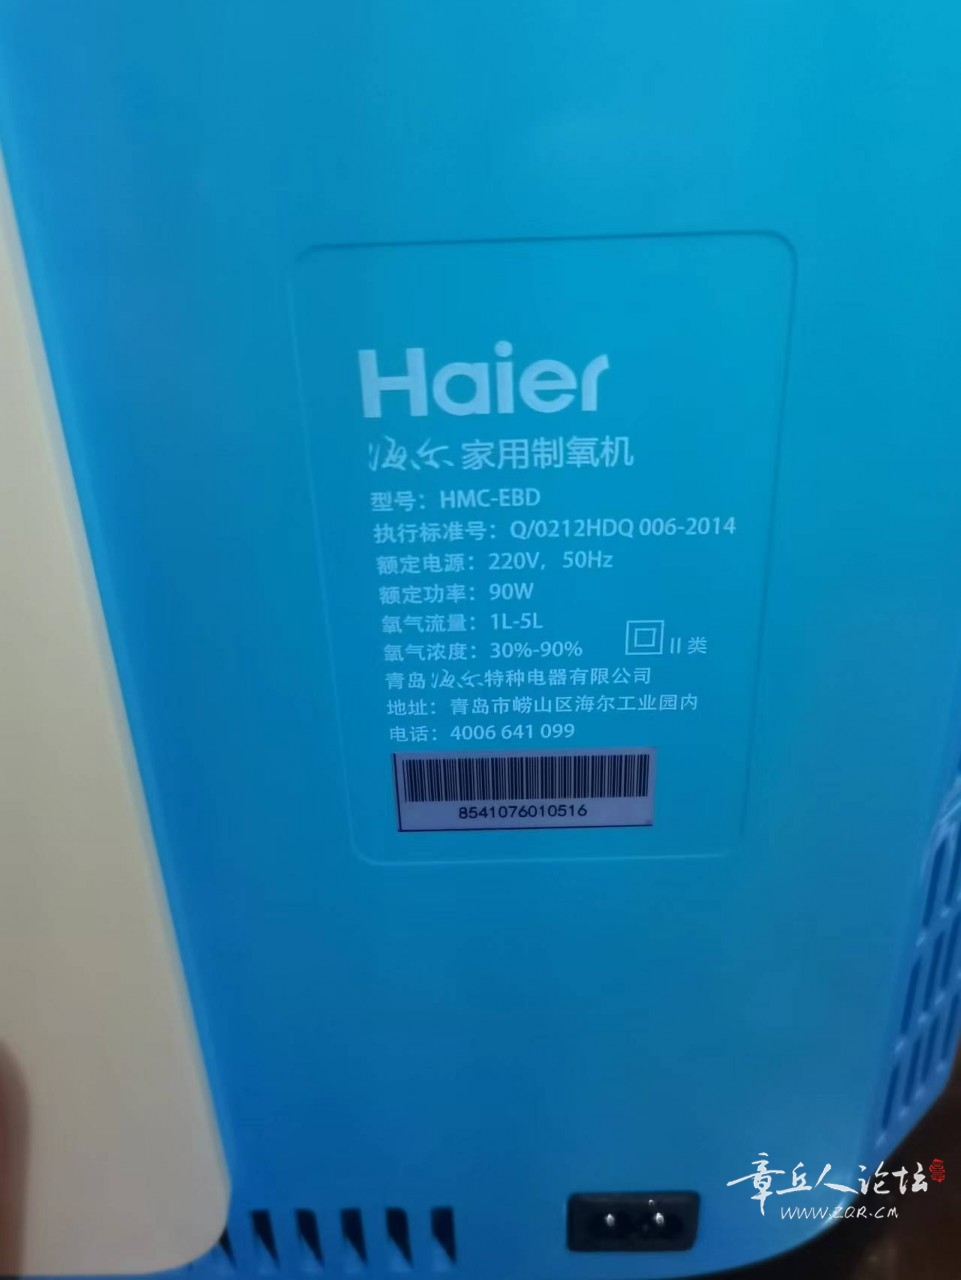 Haier
海尔 家用制氧机
型号：HMC-EBD
执行标准号：Q/0212HDQ 006-2014
额定电源：220V，50Hz
额定功率：90W
氧气流量：1L-5L
氧气浓度：30%-90%
II 类
青岛海尔特种电器有限公司
地址：青岛市崂山区海尔工业园内
电话：4006 641 099
8541076010516
章丘人论坛
WWW.ZQR.CM